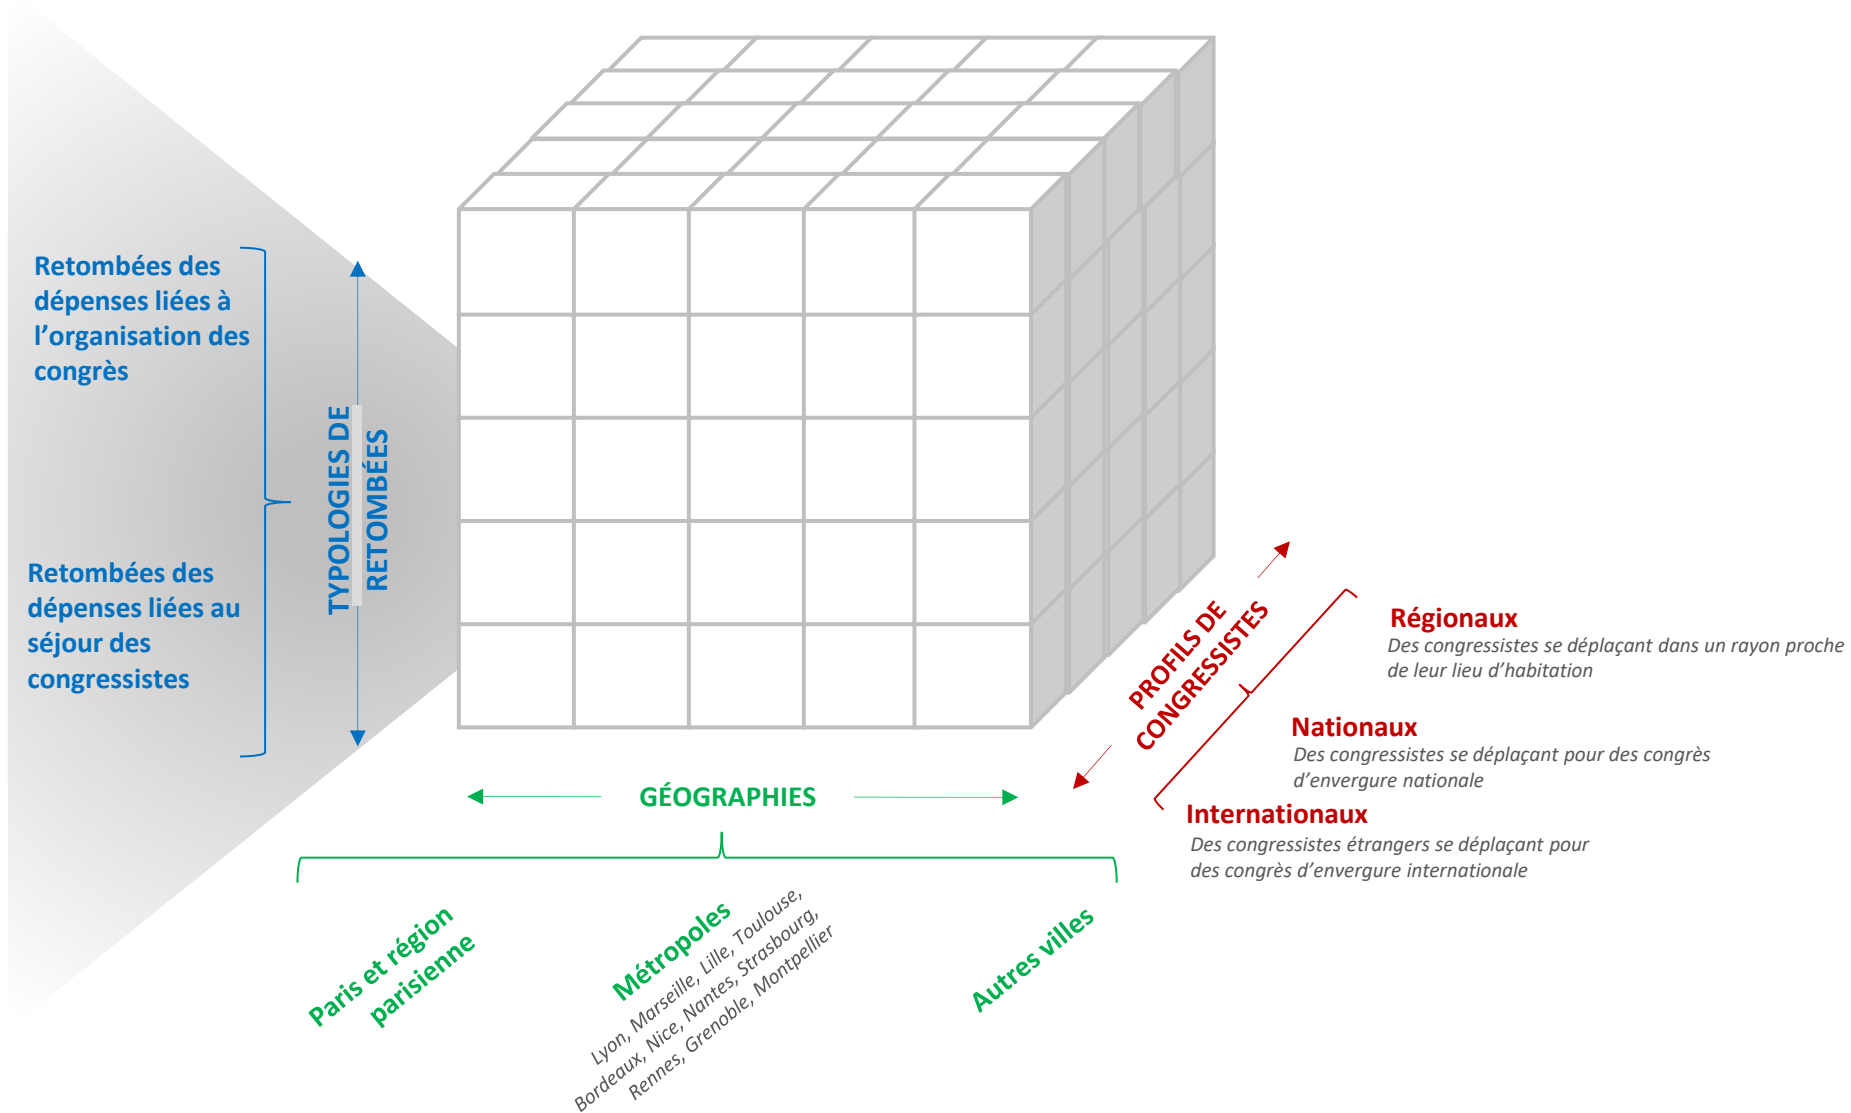 Retombées des
dépenses liées à
l’organisation des
congrès
Retombées des
dépenses liées au
séjour des
congressistes
TYPOLOGIES DE
RETOMBÉES
GÉOGRAPHIES
Paris et région
parisienne
Métropoles
Lyon, Marseille, Lille, Toulouse,
Bordeaux, Nice, Nantes, Strasbourg,
Rennes, Grenoble, Montpellier
Autres villes
PROFILS DE
CONGRESSISTES
Régionaux
Des congressistes se déplaçant dans un rayon proche
de leur lieu d’habitation
Nationaux
Des congressistes se déplaçant pour des congrès
d’envergure nationale
Internationaux
Des congressistes étrangers se déplaçant pour
des congrès d’envergure internationale